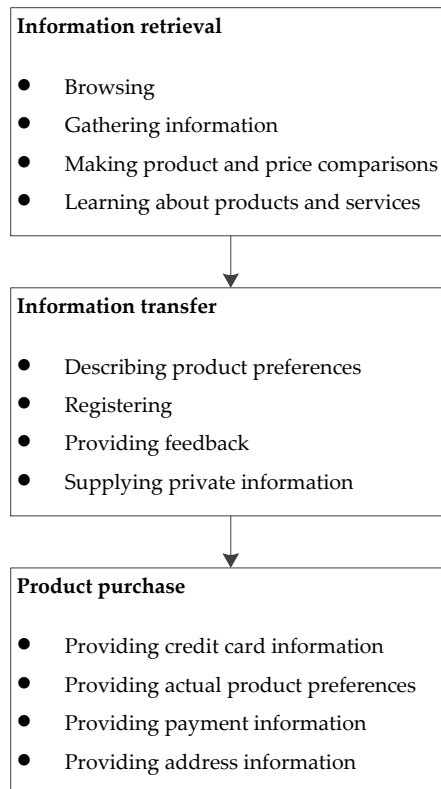 Information retrieval
● Browsing
● Gathering information
● Making product and price comparisons
● Learning about products and services
Information transfer
● Describing product preferences
● Registering
● Providing feedback
● Supplying private information
Product purchase
● Providing credit card information
● Providing actual product preferences
● Providing payment information
● Providing address information